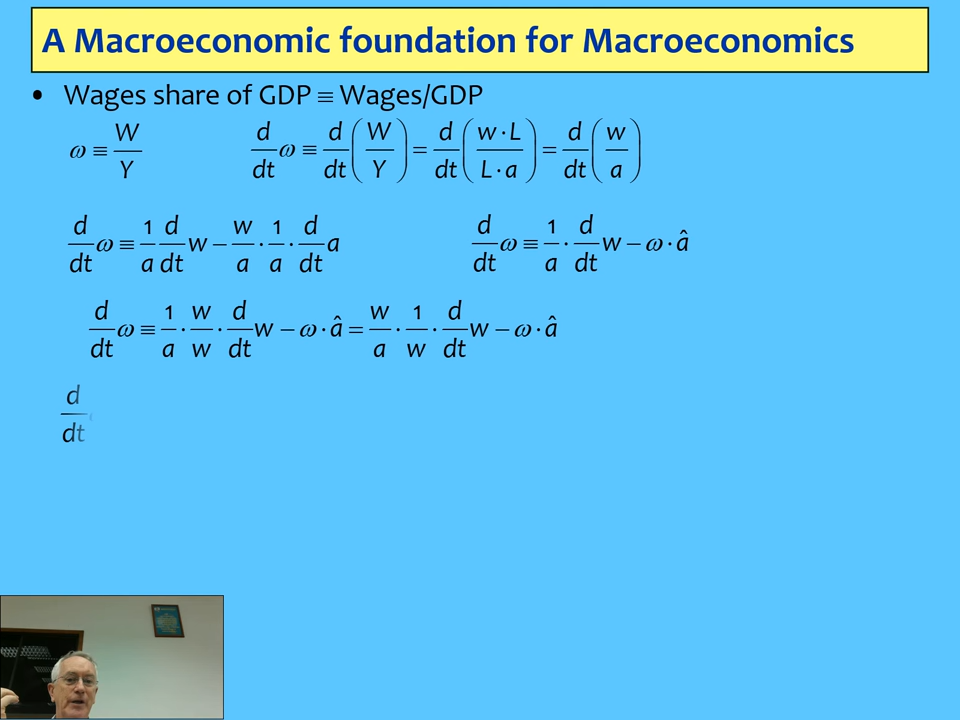 A Macroeconomic foundation for Macroeconomics
• Wages share of GDP ≡ Wages/GDP
ω ≡ W/Y    d/dt ω ≡ d/dt (W/Y) = d/dt (w·L / L·a) = d/dt (w/a)
d/dt ω ≡ 1/a d/dt w − w/a · 1/a · d/dt a    d/dt ω ≡ 1/a · d/dt w − ω · â
d/dt ω ≡ 1/a · w/w · d/dt w − ω · â = w/a · 1/w · d/dt w − ω · â
d/dt